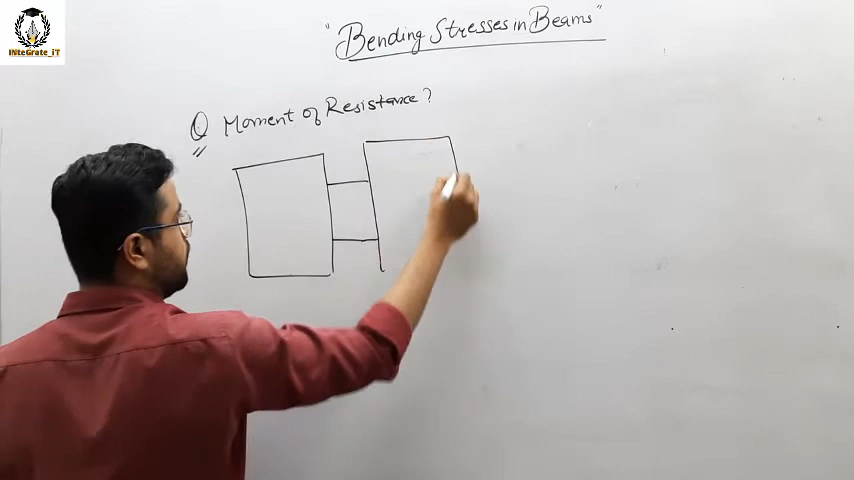 INteGrate_iT
"Bending Stresses in Beams"
Q Moment of Resistance?